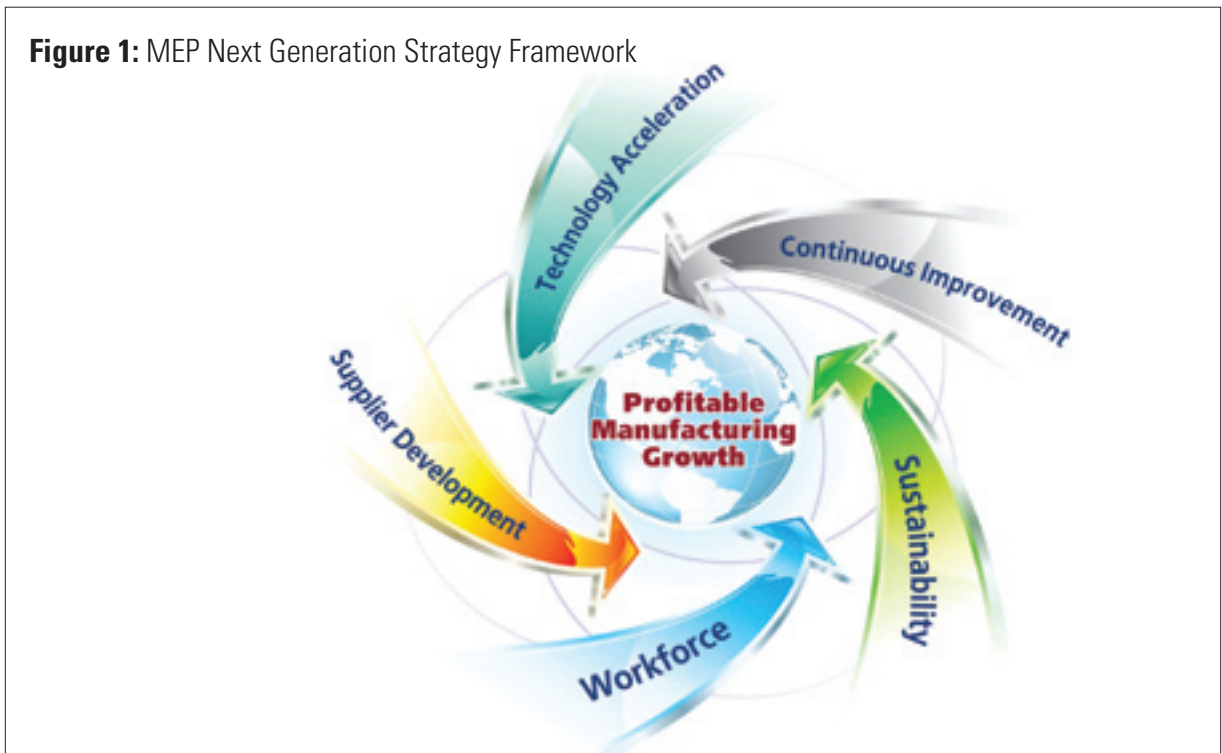 Figure 1: MEP Next Generation Strategy Framework
Technology Acceleration
Continuous Improvement
Supplier Development
Profitable
Manufacturing
Growth
Sustainability
Workforce